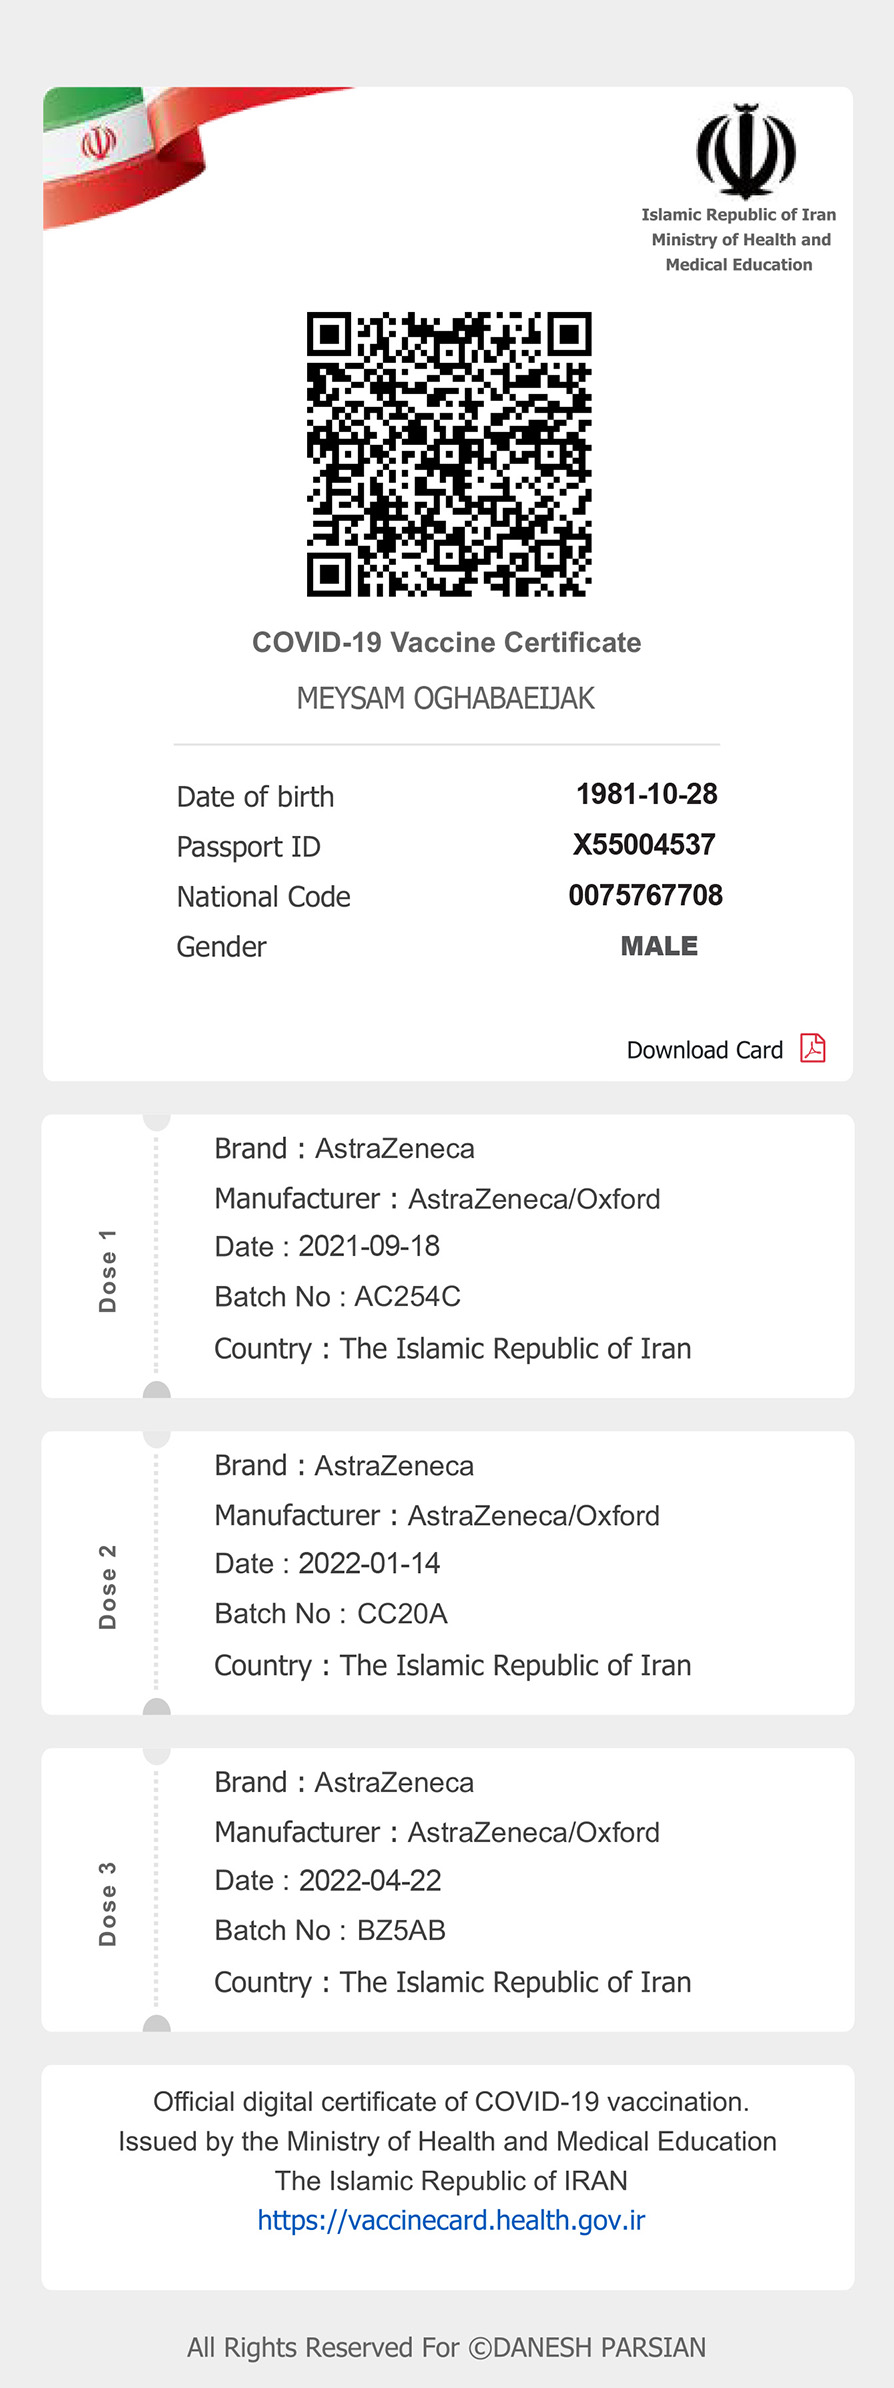 Islamic Republic of Iran
Ministry of Health and
Medical Education
COVID-19 Vaccine Certificate
MEYSAM OGHABAEIJAK
Date of birth 1981-10-28
Passport ID X55004537
National Code 0075767708
Gender MALE
Download Card
Dose 1
Brand : AstraZeneca
Manufacturer : AstraZeneca/Oxford
Date : 2021-09-18
Batch No : AC254C
Country : The Islamic Republic of Iran
Dose 2
Brand : AstraZeneca
Manufacturer : AstraZeneca/Oxford
Date : 2022-01-14
Batch No : CC20A
Country : The Islamic Republic of Iran
Dose 3
Brand : AstraZeneca
Manufacturer : AstraZeneca/Oxford
Date : 2022-04-22
Batch No : BZ5AB
Country : The Islamic Republic of Iran
Official digital certificate of COVID-19 vaccination.
Issued by the Ministry of Health and Medical Education
The Islamic Republic of IRAN
https://vaccinecard.health.gov.ir
All Rights Reserved For ©DANESH PARSIAN